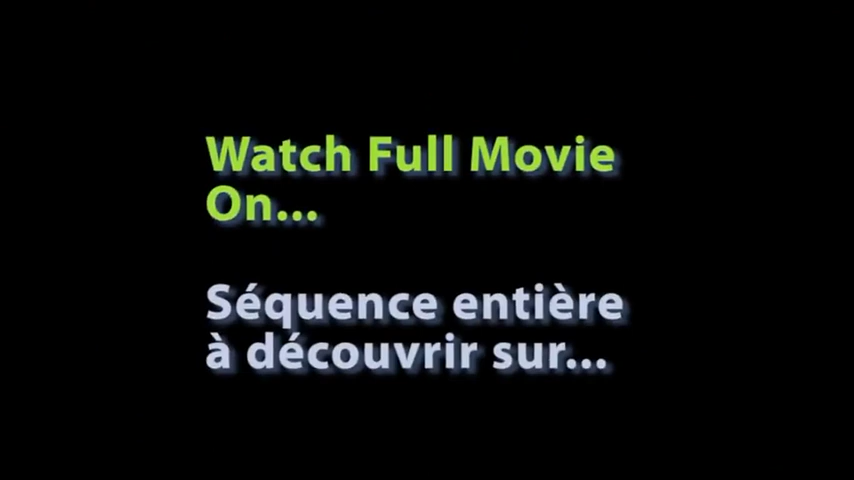 Watch Full Movie
On...
Séquence entière
à découvrir sur...